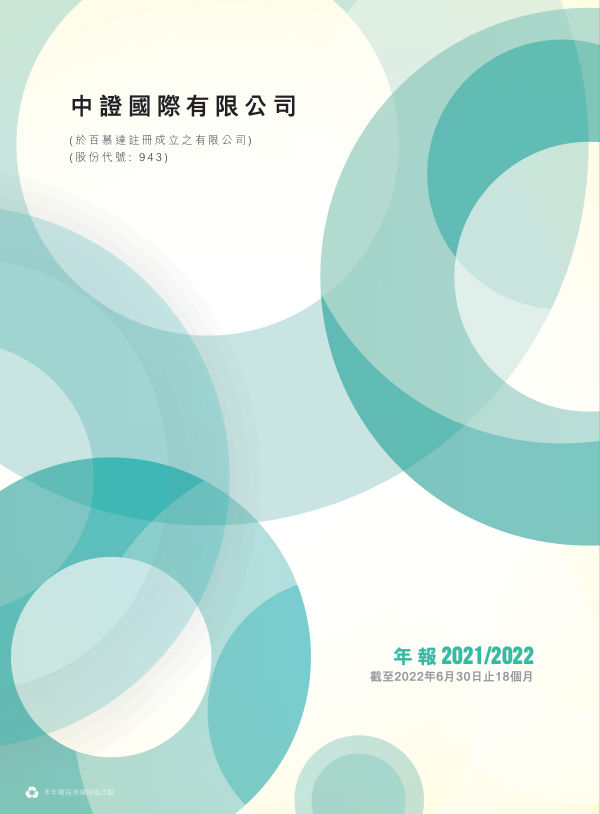 中證國際有限公司
(於百慕達註冊成立之有限公司)
(股份代號: 943)
年報 2021/2022
截至2022年6月30日止18個月
本年報採用環保紙印製